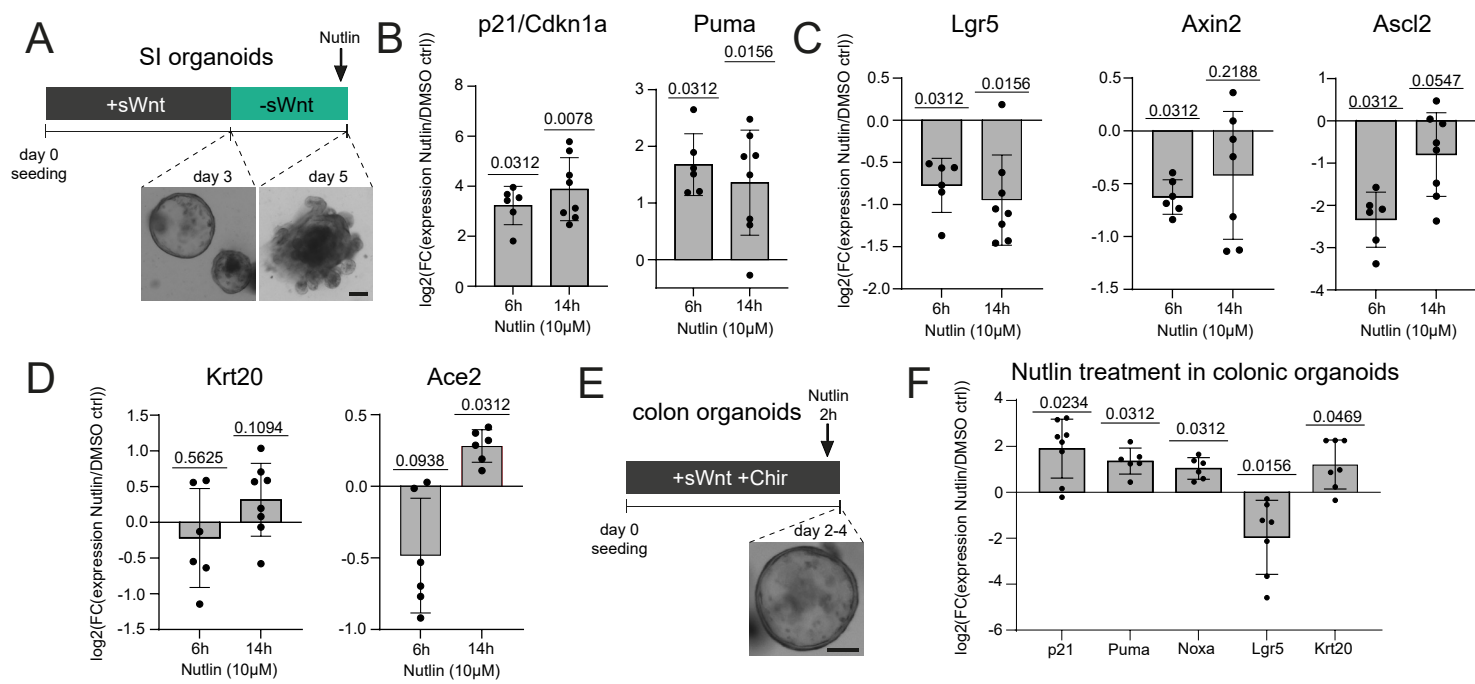 A
SI organoids
Nutlin
+sWnt
-sWnt
day 0
seeding
day 3
day 5
B
p21/Cdkn1a
Puma
log2(FC(expression Nutlin/DMSO ctrl))
8
6
4
2
0
0.0312
0.0078
6h
14h
Nutlin (10µM)
3
2
1
0
0.0312
0.0156
6h
14h
Nutlin (10µM)
C
Lgr5
Axin2
Ascl2
log2(FC(expression Nutlin/DMSO ctrl))
0.5
0.0
-0.5
-1.0
-1.5
-2.0
0.0312
0.0156
6h
14h
Nutlin (10µM)
0.5
0.0
-0.5
-1.0
-1.5
0.0312
0.2188
6h
14h
Nutlin (10µM)
1
0
-1
-2
-3
-4
0.0312
0.0547
6h
14h
Nutlin (10µM)
D
Krt20
Ace2
log2(FC(expression Nutlin/DMSO ctrl))
1.5
1.0
0.5
0.0
-0.5
-1.0
-1.5
0.5625
0.1094
6h
14h
Nutlin (10µM)
0.5
0.0
-0.5
-1.0
0.0938
0.0312
6h
14h
Nutlin (10µM)
E
colon organoids
Nutlin
2h
+sWnt +Chir
day 0
seeding
day 2-4
F
Nutlin treatment in colonic organoids
log2(FC(expression Nutlin/DMSO ctrl))
4
2
0
-2
-4
-6
0.0234
0.0312
0.0312
0.0156
0.0469
p21
Puma
Noxa
Lgr5
Krt20